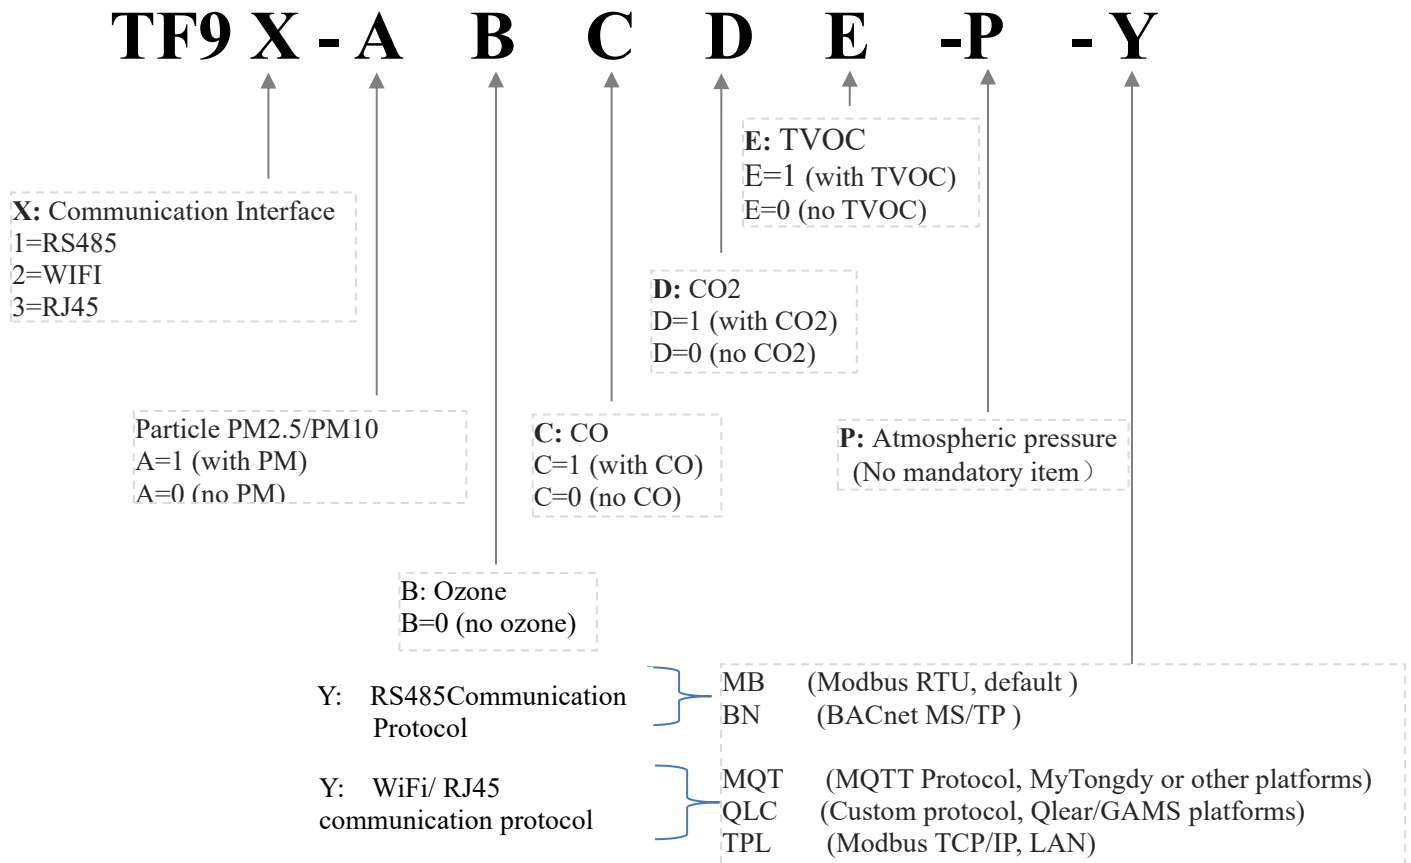 TF9 X - A B C D E -P - Y
E: TVOC
E=1 (with TVOC)
E=0 (no TVOC)
X: Communication Interface
1=RS485
2=WIFI
3=RJ45
D: CO2
D=1 (with CO2)
D=0 (no CO2)
Particle PM2.5/PM10
A=1 (with PM)
A=0 (no PM)
C: CO
C=1 (with CO)
C=0 (no CO)
P: Atmospheric pressure
(No mandatory item）
B: Ozone
B=0 (no ozone)
Y: RS485Communication
Protocol
MB (Modbus RTU, default )
BN (BACnet MS/TP )
Y: WiFi/ RJ45
communication protocol
MQT (MQTT Protocol, MyTongdy or other platforms)
QLC (Custom protocol, Qlear/GAMS platforms)
TPL (Modbus TCP/IP, LAN)